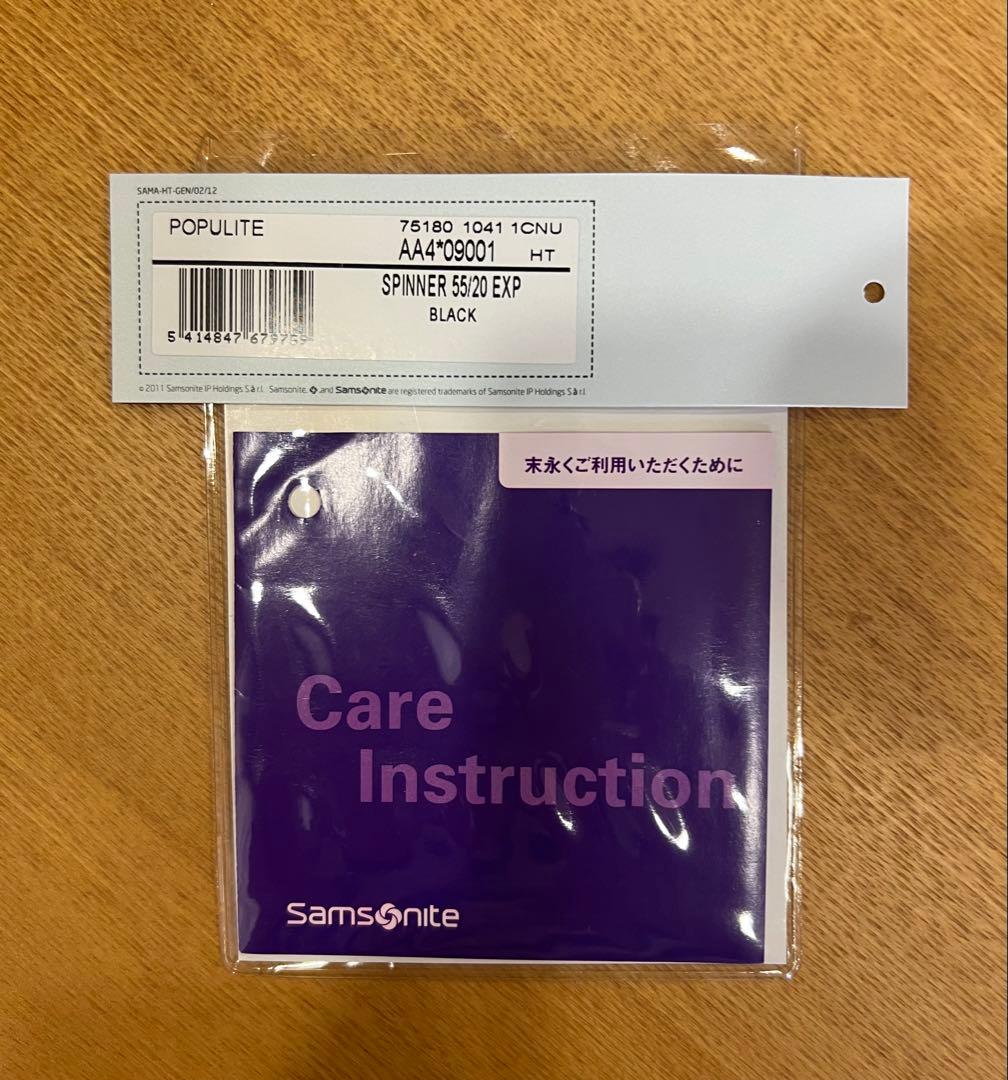 SAMA-HT-GEN/02/12
POPULITE
75180 1041 1CNU
AA4*09001
HT
SPINNER 55/20 EXP
BLACK
5 414847 679759
© 2011 Samsonite IP Holdings S.à r.l. Samsonite, and Samsonite are registered trademarks of Samsonite IP Holdings S.à r.l
末永くご利用いただくために
Care
Instruction
Samsonite